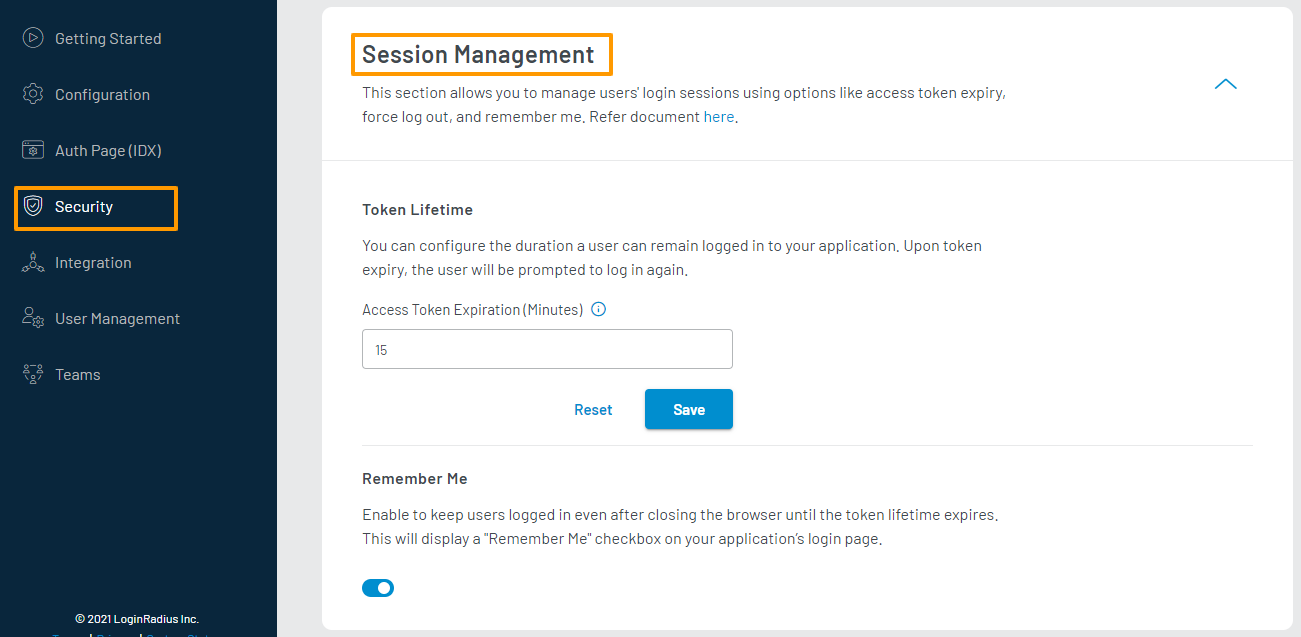 Getting Started
Configuration
Auth Page (IDX)
Security
Integration
User Management
Teams
© 2021 LoginRadius Inc.
Session Management
This section allows you to manage users' login sessions using options like access token expiry,
force log out, and remember me. Refer document here.
Token Lifetime
You can configure the duration a user can remain logged in to your application. Upon token
expiry, the user will be prompted to log in again.
Access Token Expiration (Minutes)
15
Reset
Save
Remember Me
Enable to keep users logged in even after closing the browser until the token lifetime expires.
This will display a "Remember Me" checkbox on your application's login page.